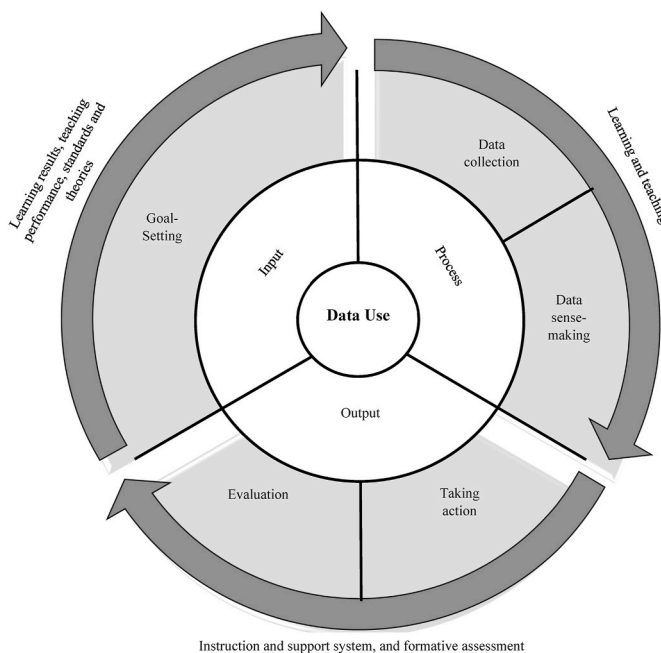 Learning results, teaching
performance, standards and
theories
Goal-
Setting
Input
Data Use
Process
Data
collection
Data
sense-
making
Learning and teaching
Output
Evaluation
Taking
action
Instruction and support system, and formative assessment